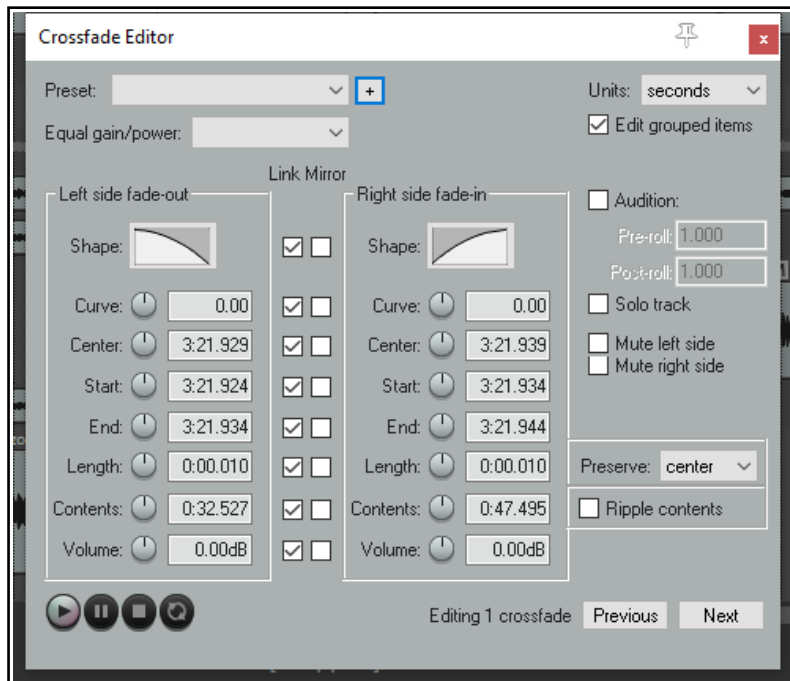 Crossfade Editor
x
Preset:
+
Units: seconds
Equal gain/power:
Edit grouped items
Link Mirror
Left side fade-out
Right side fade-in
Audition:
Shape:
Shape:
Pre-roll: 1.000
Post-roll: 1.000
Curve: 0.00
Curve: 0.00
Solo track
Center: 3:21.929
Center: 3:21.939
Mute left side
Mute right side
Start: 3:21.924
Start: 3:21.934
End: 3:21.934
End: 3:21.944
Length: 0:00.010
Length: 0:00.010
Preserve: center
Contents: 0:32.527
Contents: 0:47.495
Ripple contents
Volume: 0.00dB
Volume: 0.00dB
Editing 1 crossfade
Previous
Next